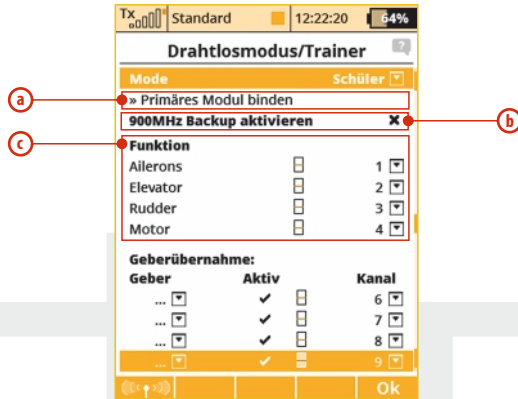 Tx Standard 12:22:20 64%
Drahtlosmodus/Trainer ?
Mode Schüler
a » Primäres Modul binden
900MHz Backup aktivieren b
c Funktion
Ailerons 1
Elevator 2
Rudder 3
Motor 4
Geberübernahme:
Geber Aktiv Kanal
... 6
... 7
... 8
... 9
Ok